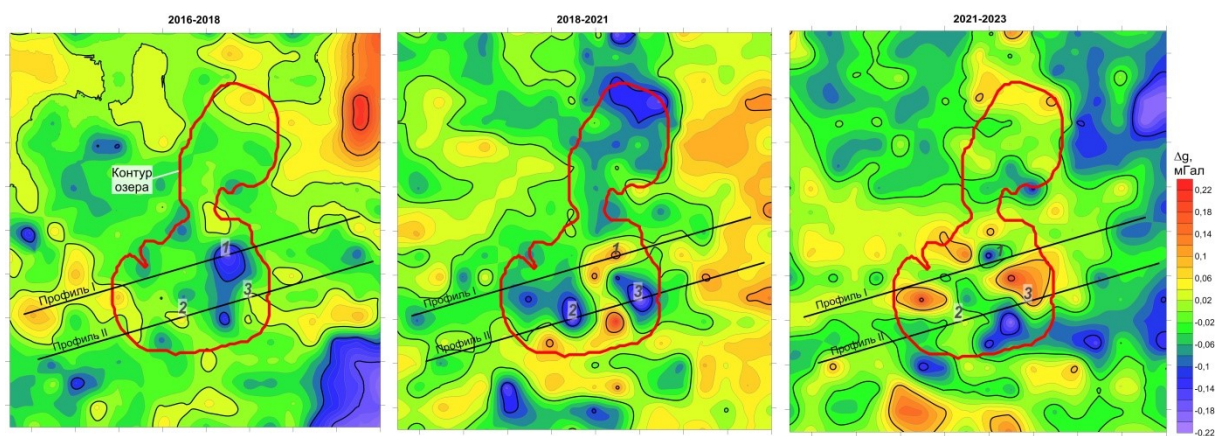 2016-2018
2018-2021
2021-2023
Контур
озера
1
2
3
Профиль I
Профиль II
1
2
3
Профиль I
Профиль II
1
2
3
Профиль I
Профиль II
Δg,
мГал
0,22
0,18
0,14
0,1
0,06
0,02
-0,02
-0,06
-0,1
-0,14
-0,18
-0,22